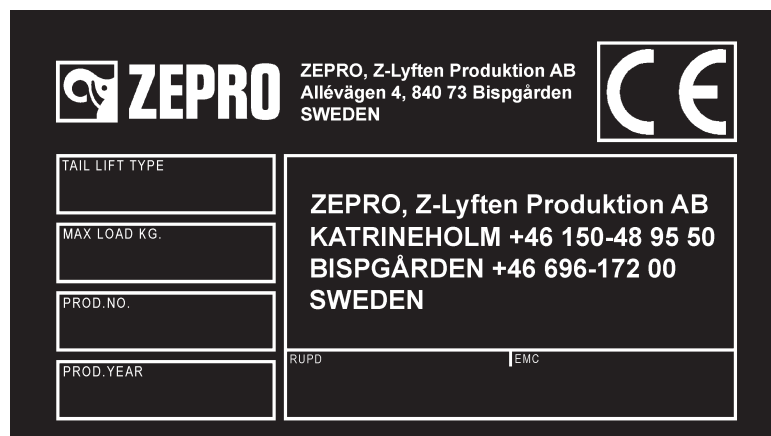 ZEPRO
ZEPRO, Z-Lyften Produktion AB
Allévägen 4, 840 73 Bispgården
SWEDEN
CE
TAIL LIFT TYPE
MAX LOAD KG.
PROD.NO.
PROD.YEAR
ZEPRO, Z-Lyften Produktion AB
KATRINEHOLM +46 150-48 95 50
BISPGÅRDEN +46 696-172 00
SWEDEN
RUPD
EMC